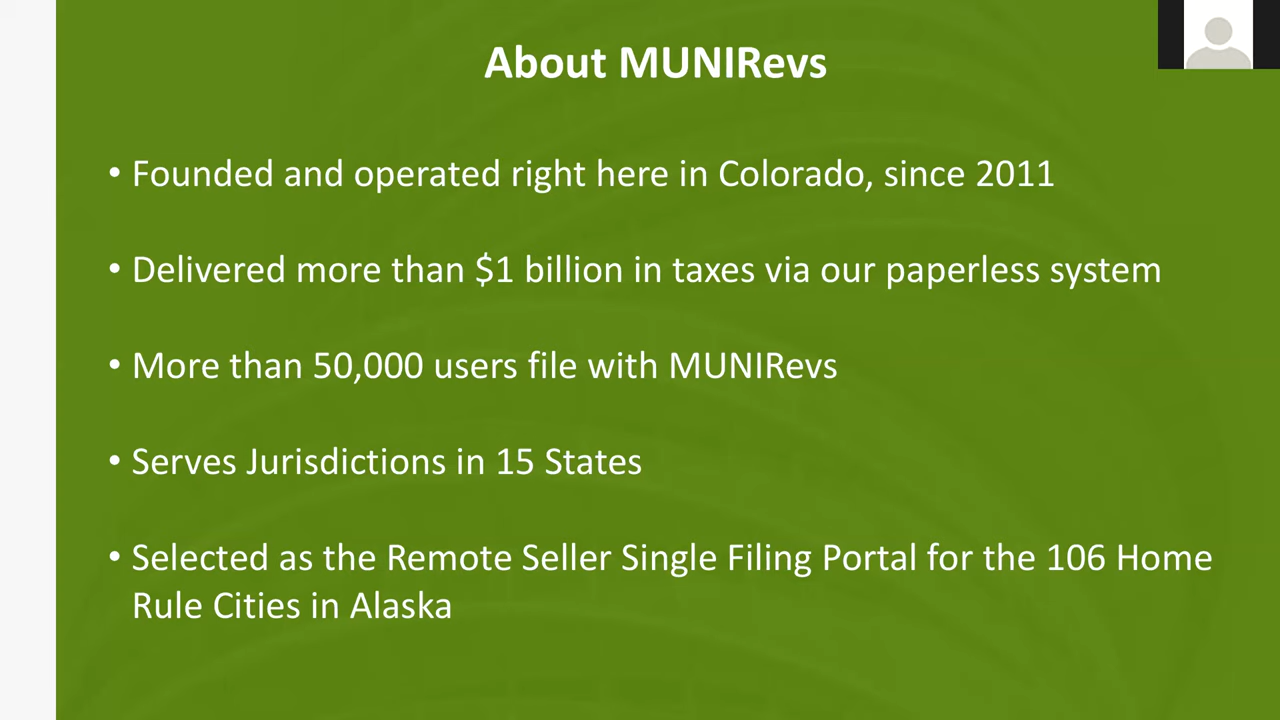 About MUNIRevs
• Founded and operated right here in Colorado, since 2011
• Delivered more than $1 billion in taxes via our paperless system
• More than 50,000 users file with MUNIRevs
• Serves Jurisdictions in 15 States
• Selected as the Remote Seller Single Filing Portal for the 106 Home
Rule Cities in Alaska